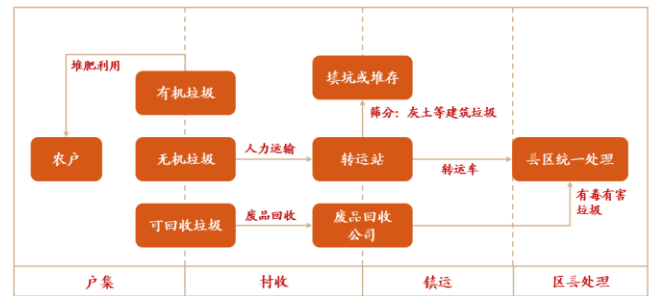 堆肥利用
有机垃圾
填坑或堆存
筛分：灰土等建筑垃圾
农户
无机垃圾
人力运输
转运站
转运车
县区统一处理
可回收垃圾
废品回收
废品回收
公司
有毒有害
垃圾
户集
村收
镇运
区县处理